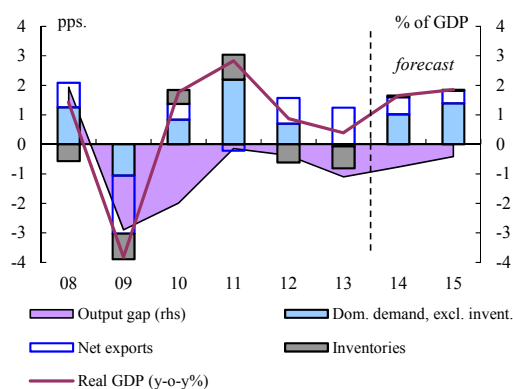 pps.
% of GDP
forecast
4 4
3 3
2 2
1 1
0 0
-1 -1
-2 -2
-3 -3
-4 -4
08 09 10 11 12 13 14 15
Output gap (rhs) Dom. demand, excl. invent.
Net exports Inventories
Real GDP (y-o-y%)